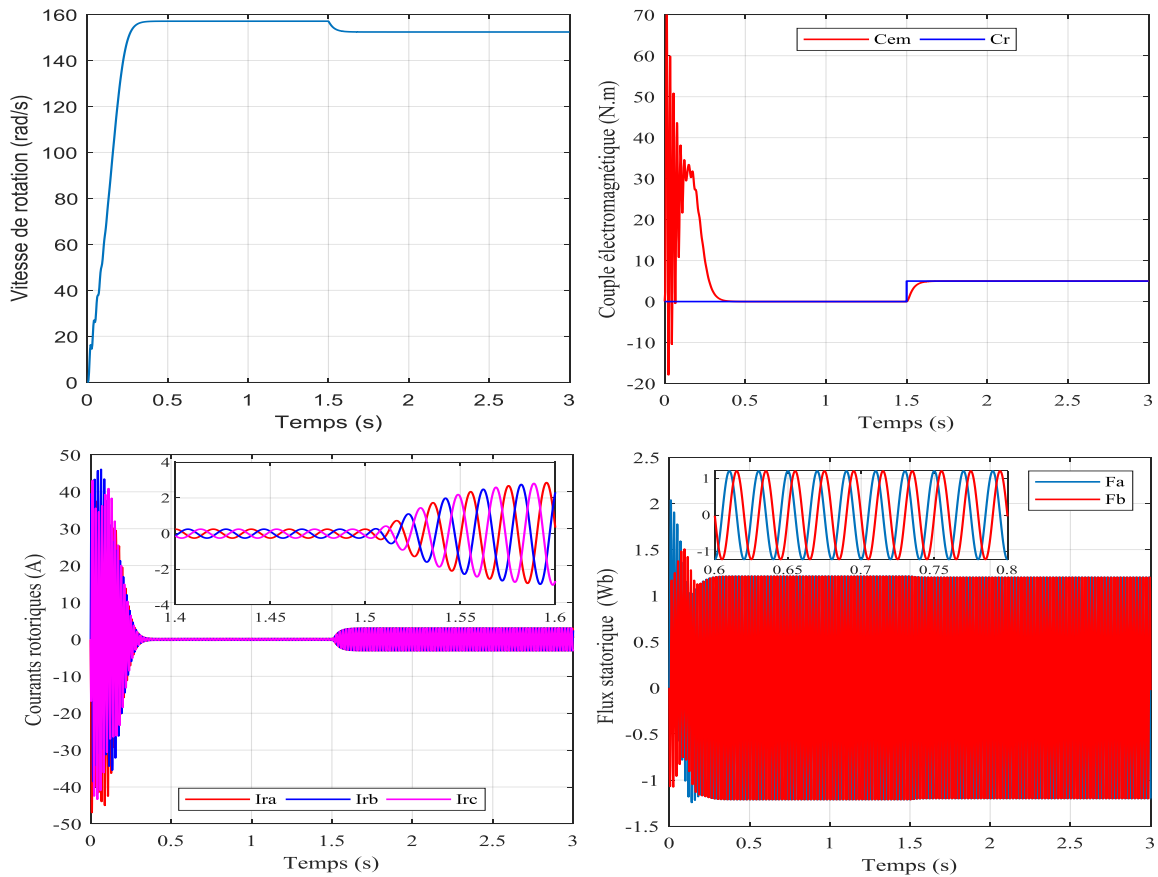 160
140
120
100
80
60
40
20
0
Vitesse de rotation (rad/s)
0 0.5 1 1.5 2 2.5 3
Temps (s)
70
60
50
40
30
20
10
0
-10
-20
Couple électromagnétique (N.m)
Cem Cr
0 0.5 1 1.5 2 2.5 3
Temps (s)
50
40
30
20
10
0
-10
-20
-30
-40
-50
Courants rotoriques (A)
4
2
0
-2
-4
1.4 1.45 1.5 1.55 1.6
Ira Irb Irc
0 0.5 1 1.5 2 2.5 3
Temps (s)
2.5
2
1.5
1
0.5
0
-0.5
-1
-1.5
Flux statorique (Wb)
1
0
-1
0.6 0.65 0.7 0.75 0.8
Fa
Fb
0 0.5 1 1.5 2 2.5 3
Temps (s)